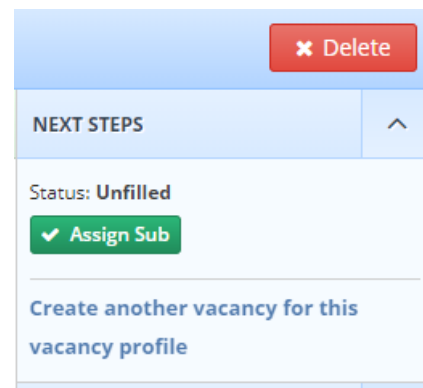 Delete
NEXT STEPS
Status: Unfilled
Assign Sub
Create another vacancy for this
vacancy profile